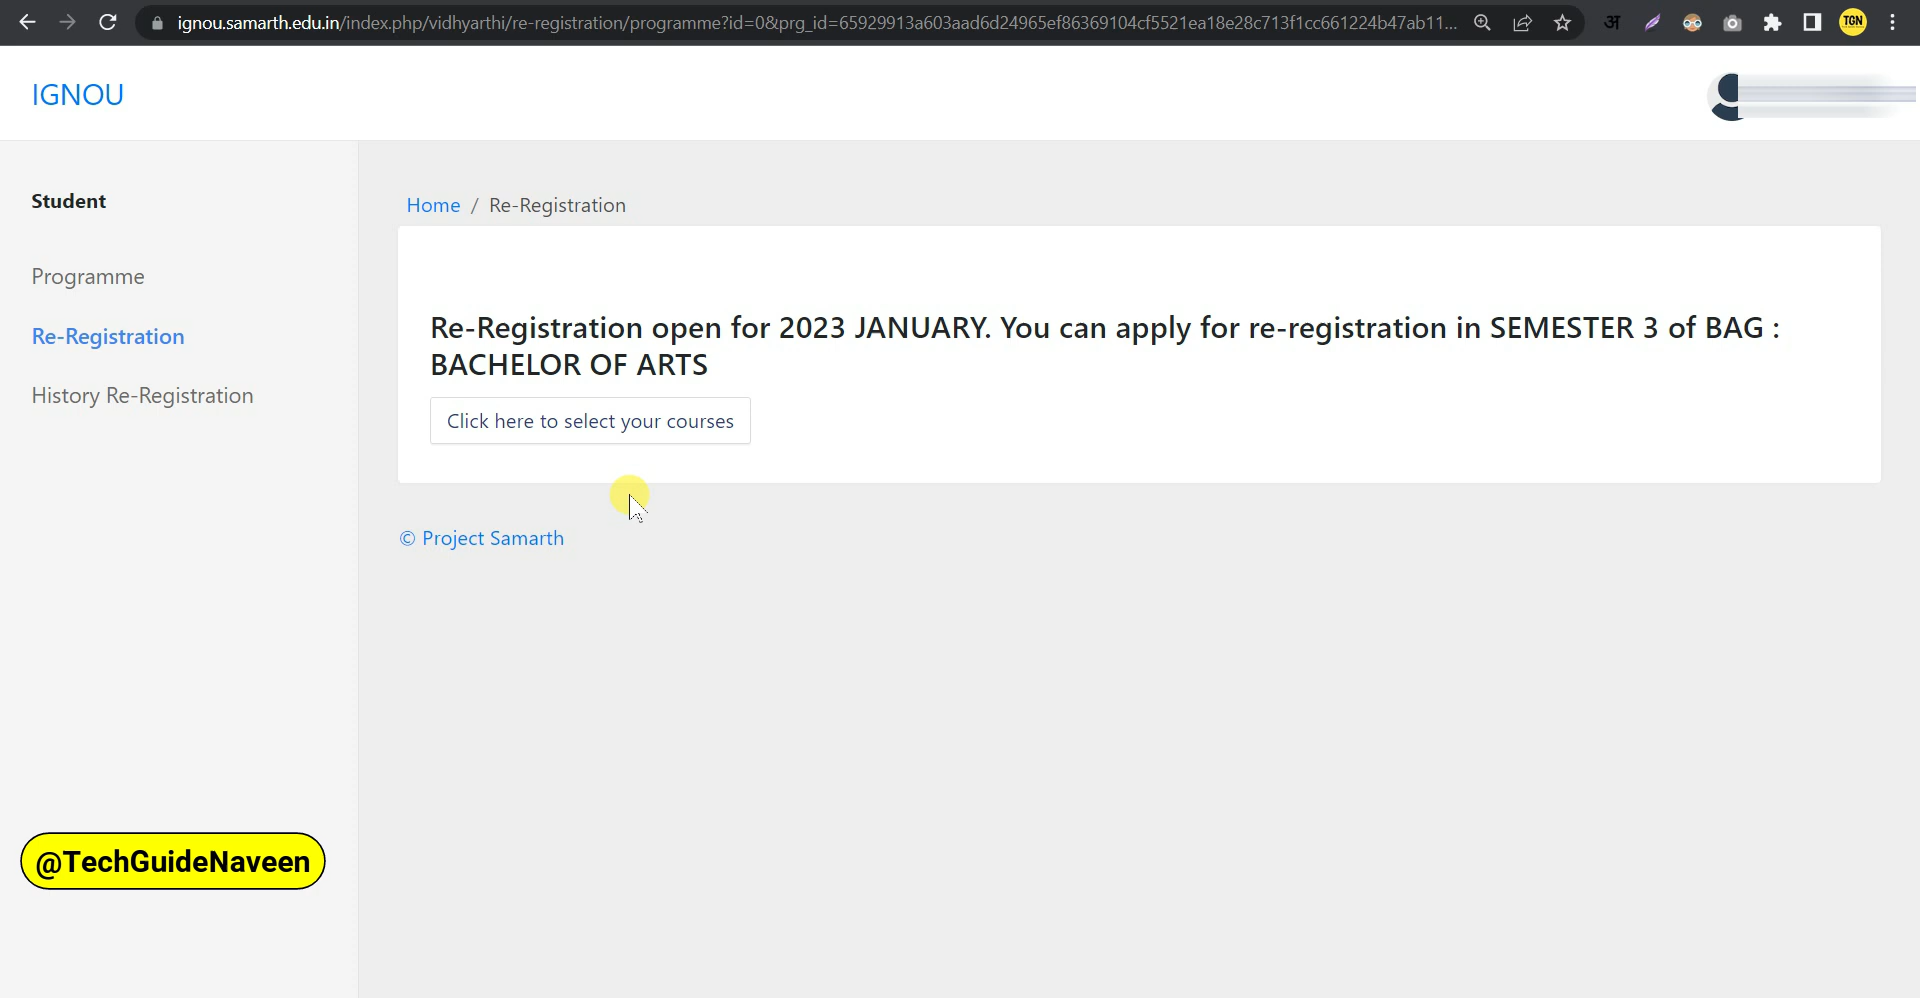 ignou.samarth.edu.in/index.php/vidhyarthi/re-registration/programme?id=0&prg_id=65929913a603aad6d24965ef86369104cf5521ea18e28c713f1cc661224b47ab11...
अ
TGN
IGNOU
Student
Programme
Re-Registration
History Re-Registration
Home / Re-Registration
Re-Registration open for 2023 JANUARY. You can apply for re-registration in SEMESTER 3 of BAG :
BACHELOR OF ARTS
Click here to select your courses
© Project Samarth
@TechGuideNaveen